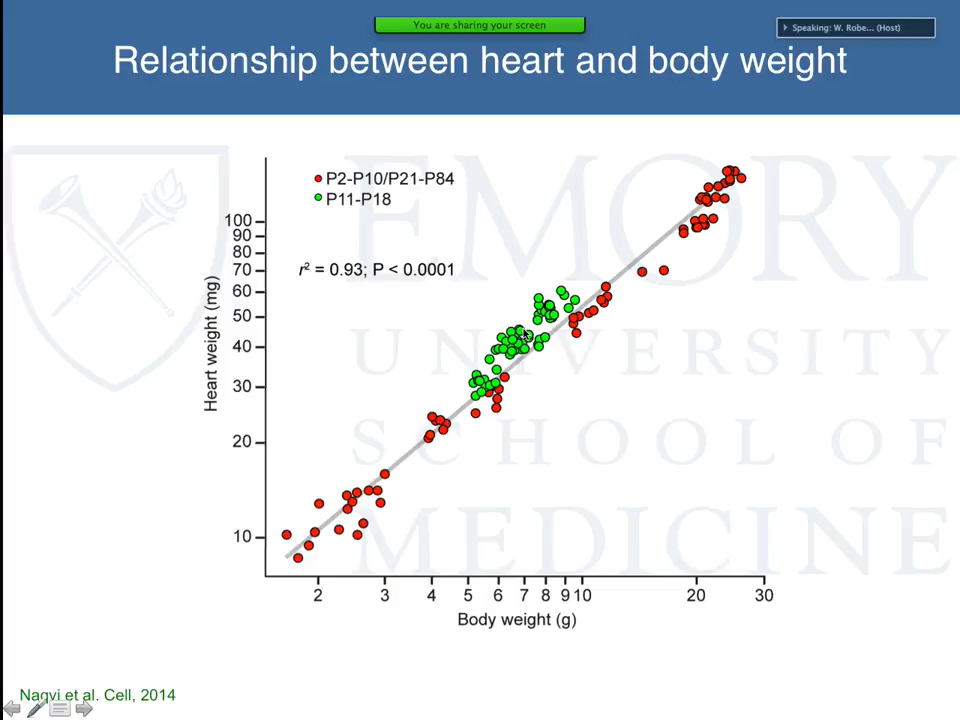 You are sharing your screen
Speaking: W. Robe... (Host)
Relationship between heart and body weight
EMORY
UNIVERSITY
SCHOOL OF
MEDICINE
P2-P10/P21-P84
P11-P18
r² = 0.93; P < 0.0001
Heart weight (mg)
100
90
80
70
60
50
40
30
20
10
2 3 4 5 6 7 8 9 10 20 30
Body weight (g)
Naqvi et al. Cell, 2014